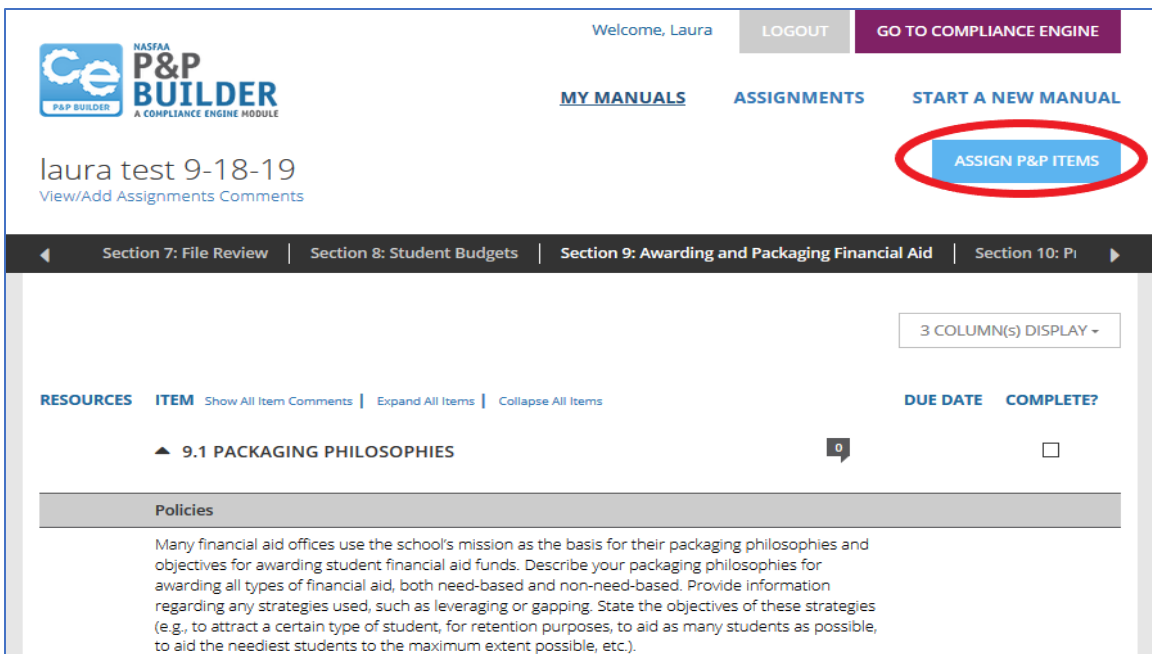 Welcome, Laura
LOGOUT
GO TO COMPLIANCE ENGINE
Ce
P&P BUILDER
NASFAA
P&P
BUILDER
A COMPLIANCE ENGINE MODULE
MY MANUALS
ASSIGNMENTS
START A NEW MANUAL
laura test 9-18-19
ASSIGN P&P ITEMS
View/Add Assignments Comments
Section 7: File Review
Section 8: Student Budgets
Section 9: Awarding and Packaging Financial Aid
Section 10:
3 COLUMN(s) DISPLAY
RESOURCES
ITEM Show All Item Comments | Expand All Items | Collapse All Items
DUE DATE
COMPLETE?
9.1 PACKAGING PHILOSOPHIES
0
Policies
Many financial aid offices use the school's mission as the basis for their packaging philosophies and
objectives for awarding student financial aid funds. Describe your packaging philosophies for
awarding all types of financial aid, both need-based and non-need-based. Provide information
regarding any strategies used, such as leveraging or gapping. State the objectives of these strategies
(e.g., to attract a certain type of student, for retention purposes, to aid as many students as possible,
to aid the neediest students to the maximum extent possible, etc.).